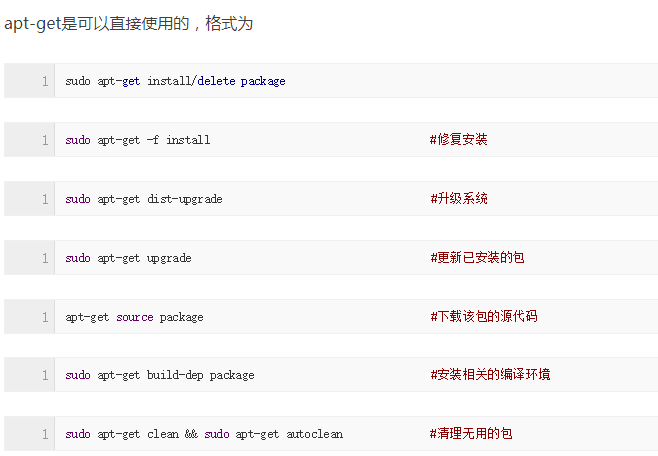 apt-get是可以直接使用的，格式为
1 sudo apt-get install/delete package
1 sudo apt-get -f install #修复安装
1 sudo apt-get dist-upgrade #升级系统
1 sudo apt-get upgrade #更新已安装的包
1 apt-get source package #下载该包的源代码
1 sudo apt-get build-dep package #安装相关的编译环境
1 sudo apt-get clean && sudo apt-get autoclean #清理无用的包